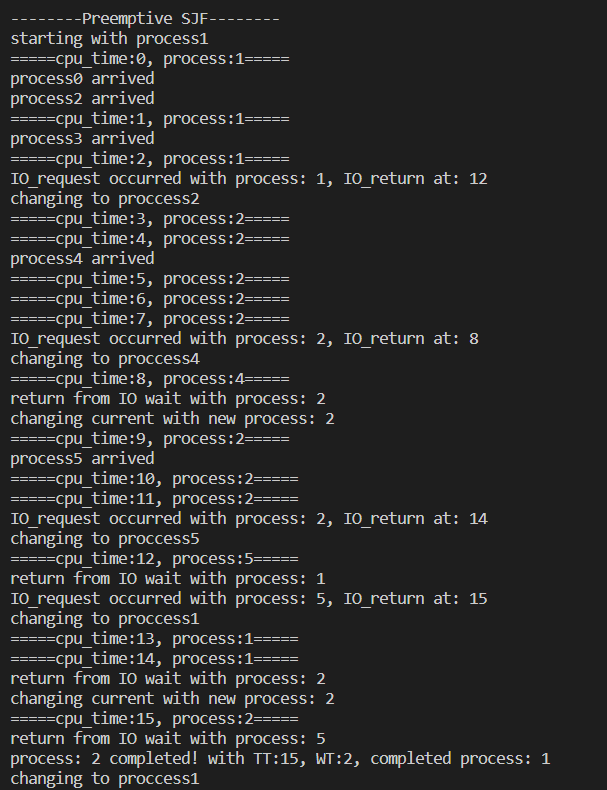 --------Preemptive SJF--------
starting with process1
=====cpu_time:0, process:1=====
process0 arrived
process2 arrived
=====cpu_time:1, process:1=====
process3 arrived
=====cpu_time:2, process:1=====
IO_request occurred with process: 1, IO_return at: 12
changing to proccess2
=====cpu_time:3, process:2=====
=====cpu_time:4, process:2=====
process4 arrived
=====cpu_time:5, process:2=====
=====cpu_time:6, process:2=====
=====cpu_time:7, process:2=====
IO_request occurred with process: 2, IO_return at: 8
changing to proccess4
=====cpu_time:8, process:4=====
return from IO wait with process: 2
changing current with new process: 2
=====cpu_time:9, process:2=====
process5 arrived
=====cpu_time:10, process:2=====
=====cpu_time:11, process:2=====
IO_request occurred with process: 2, IO_return at: 14
changing to proccess5
=====cpu_time:12, process:5=====
return from IO wait with process: 1
IO_request occurred with process: 5, IO_return at: 15
changing to proccess1
=====cpu_time:13, process:1=====
=====cpu_time:14, process:1=====
return from IO wait with process: 2
changing current with new process: 2
=====cpu_time:15, process:2=====
return from IO wait with process: 5
process: 2 completed! with TT:15, WT:2, completed process: 1
changing to proccess1